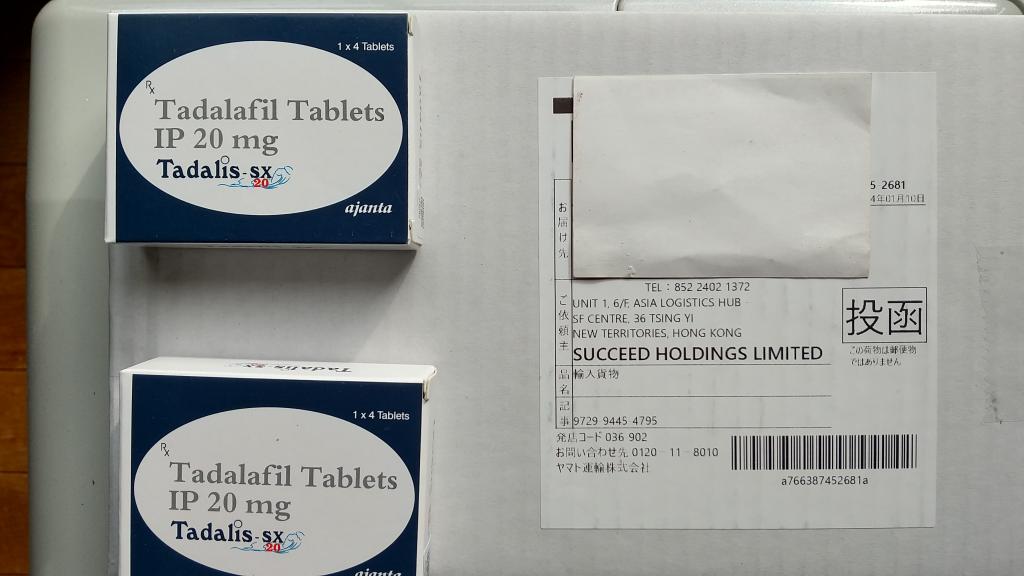 1 x 4 Tablets
Rx
Tadalafil Tablets
IP 20 mg
Tadalis-sx
20
ajanta
Tadalis-sx
1 x 4 Tablets
Rx
Tadalafil Tablets
IP 20 mg
Tadalis-sx
20
ajanta
5 2681
4年01月10日
お届け先
TEL：852 2402 1372
ご依頼主
UNIT 1, 6/F, ASIA LOGISTICS HUB
SF CENTRE, 36 TSING YI
NEW TERRITORIES, HONG KONG
SUCCEED HOLDINGS LIMITED
投函
この荷物は郵便物
ではありません
品名
輸入貨物
記事
9729 9445 4795
発店コード 036 902
お問い合わせ先 0120 11 8010
ヤマト運輸株式会社
a766387452681a